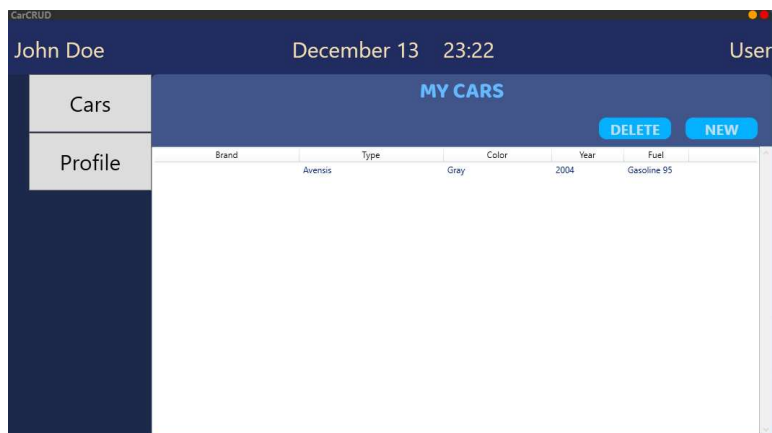 CarCRUD
John Doe December 13 23:22 User
Cars
Profile
MY CARS
DELETE NEW
Brand Type Color Year Fuel
Avensis Gray 2004 Gasoline 95